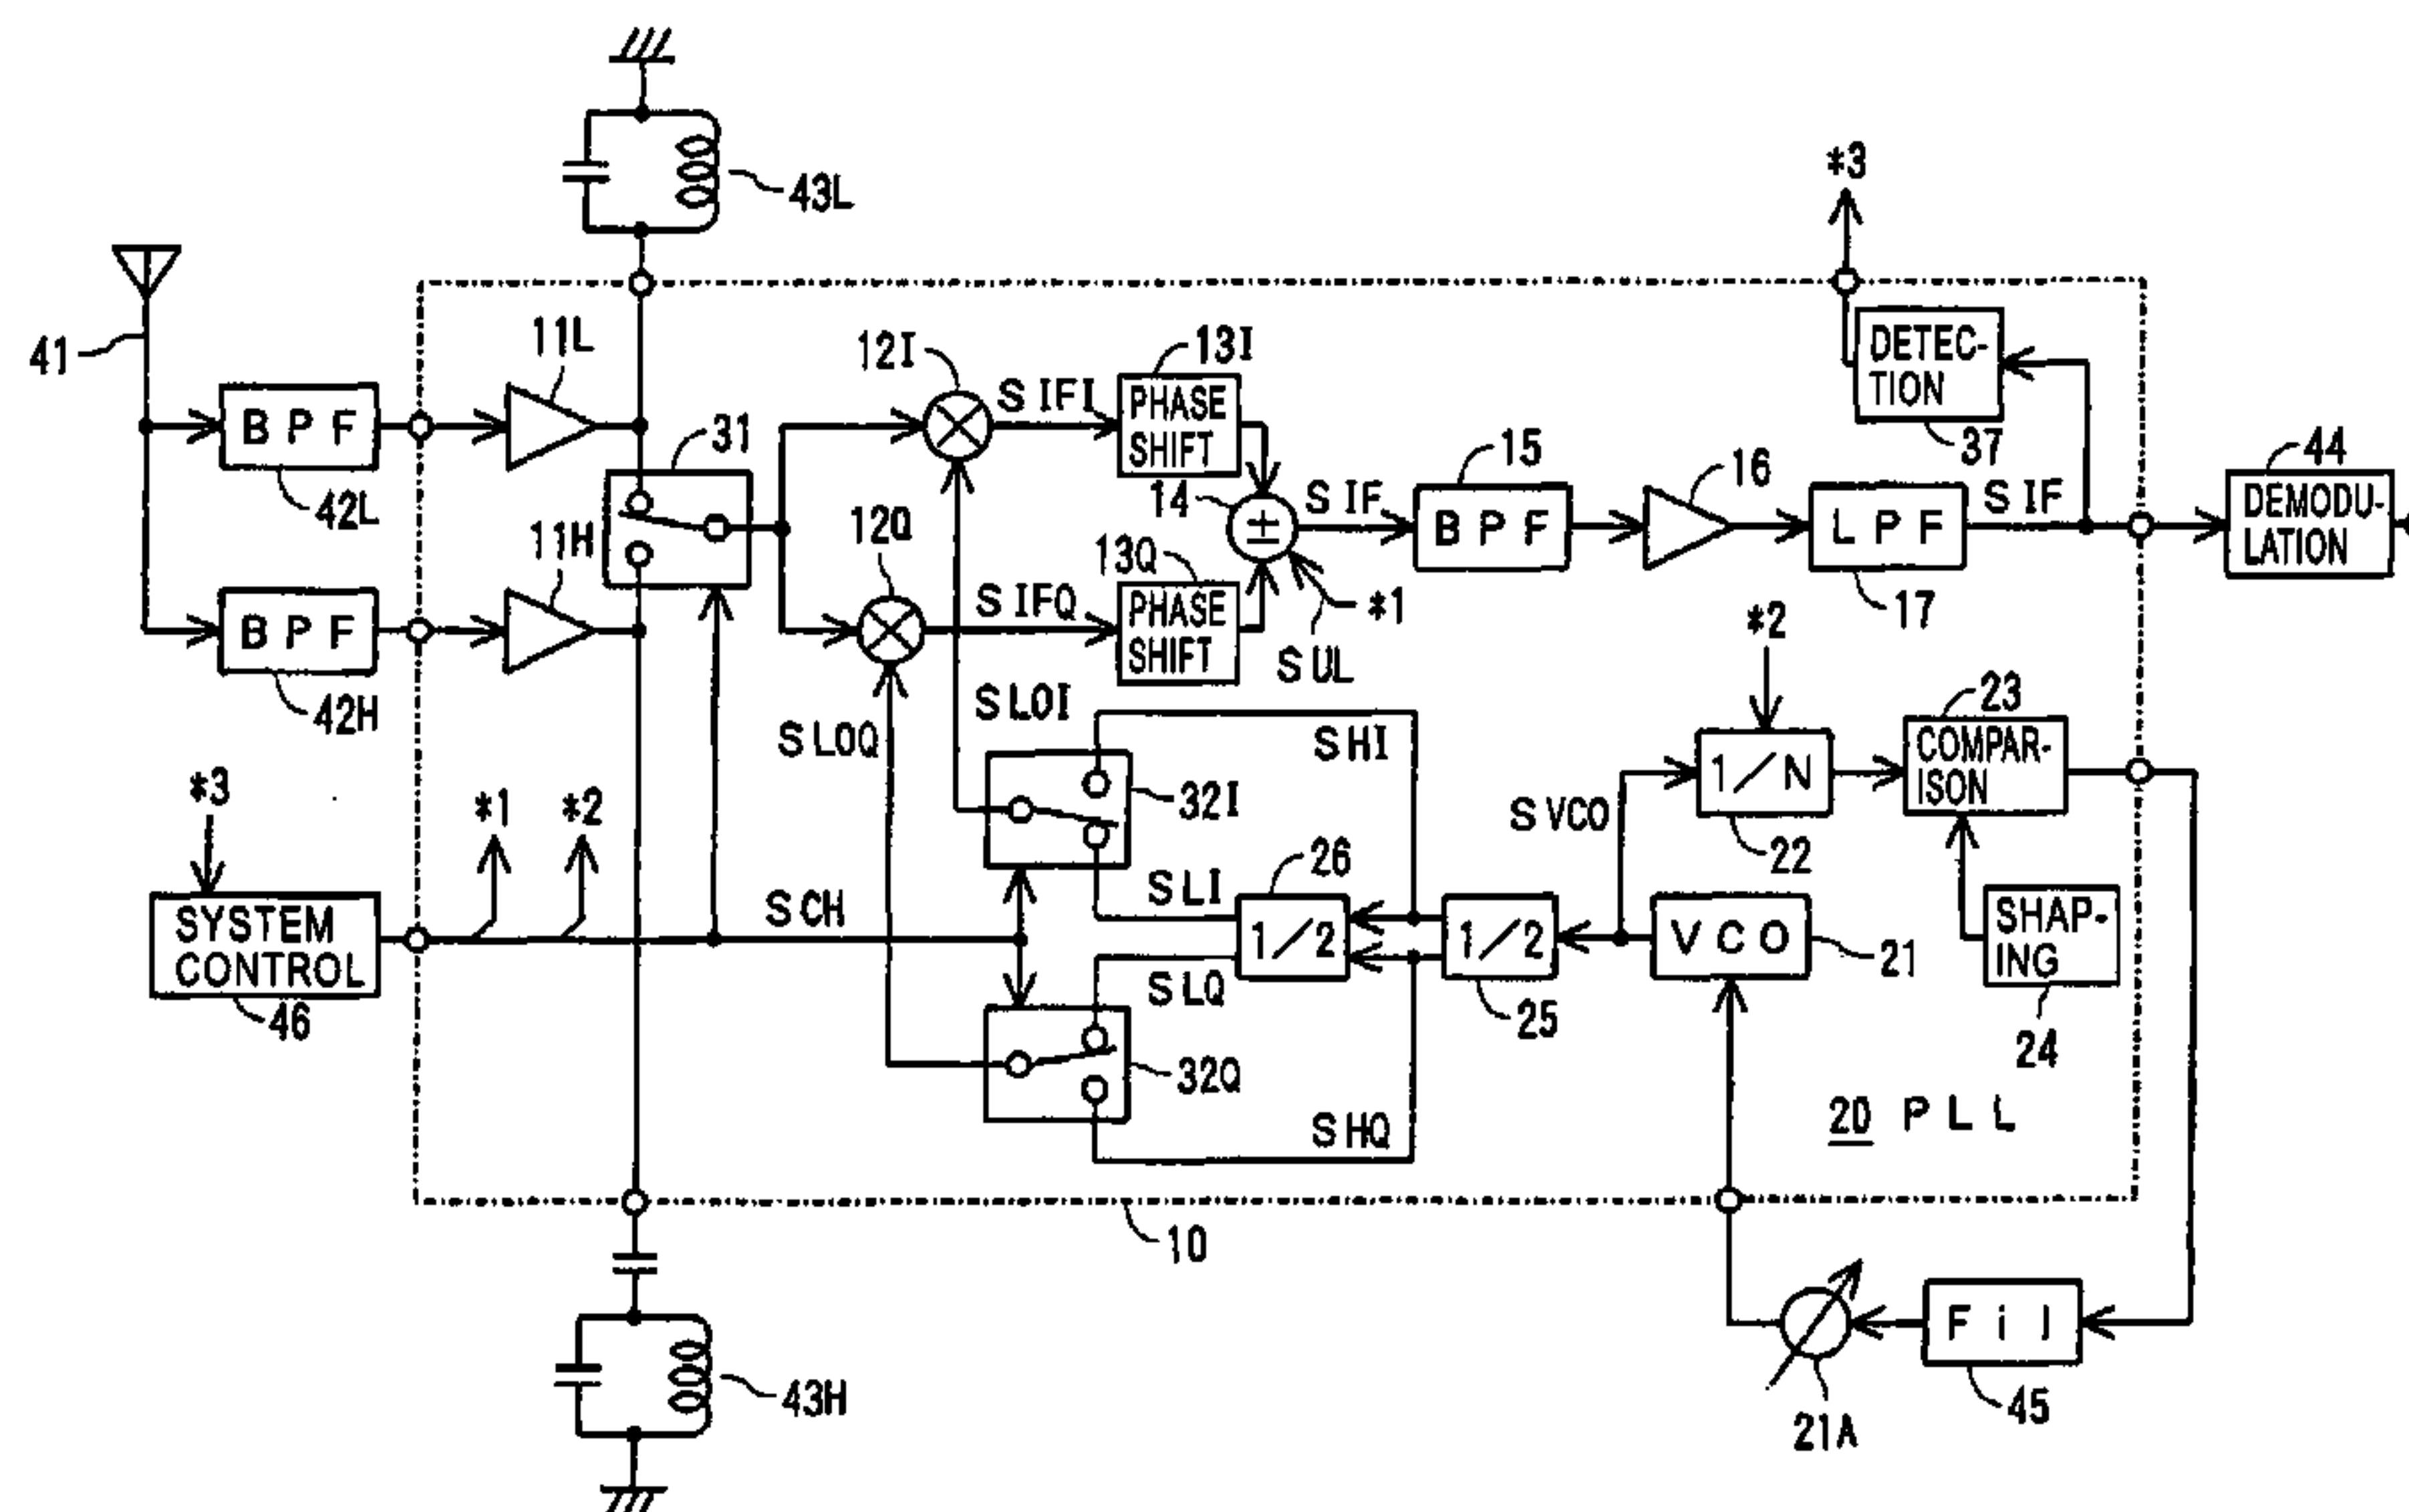 43L
*3
41
11L
12I
S IFI
13I
PHASE
SHIFT
DETEC-
TION
37
B P F
42L
31
14
±
S IF
15
B P F
16
L P F
17
S IF
44
DEMODU-
LATION
11H
12Q
S IFQ
13Q
PHASE
SHIFT
*1
S UL
B P F
42H
S LOI
S LOQ
*2
23
COMPAR-
ISON
1/N
22
S HI
32I
S VCO
*3
*1
*2
SYSTEM
CONTROL
46
S CH
S LI
26
1/2
1/2
25
V C O
21
SHAP-
ING
24
S LQ
32Q
S HQ
20 P L L
10
43H
21A
F i l
45